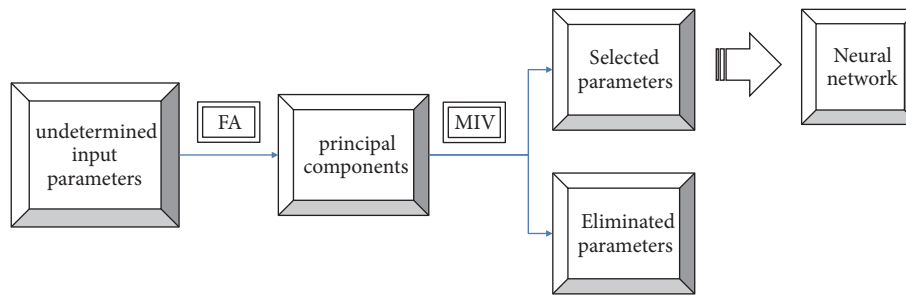 undetermined
input
parameters
FA
principal
components
MIV
Selected
parameters
Eliminated
parameters
Neural
network